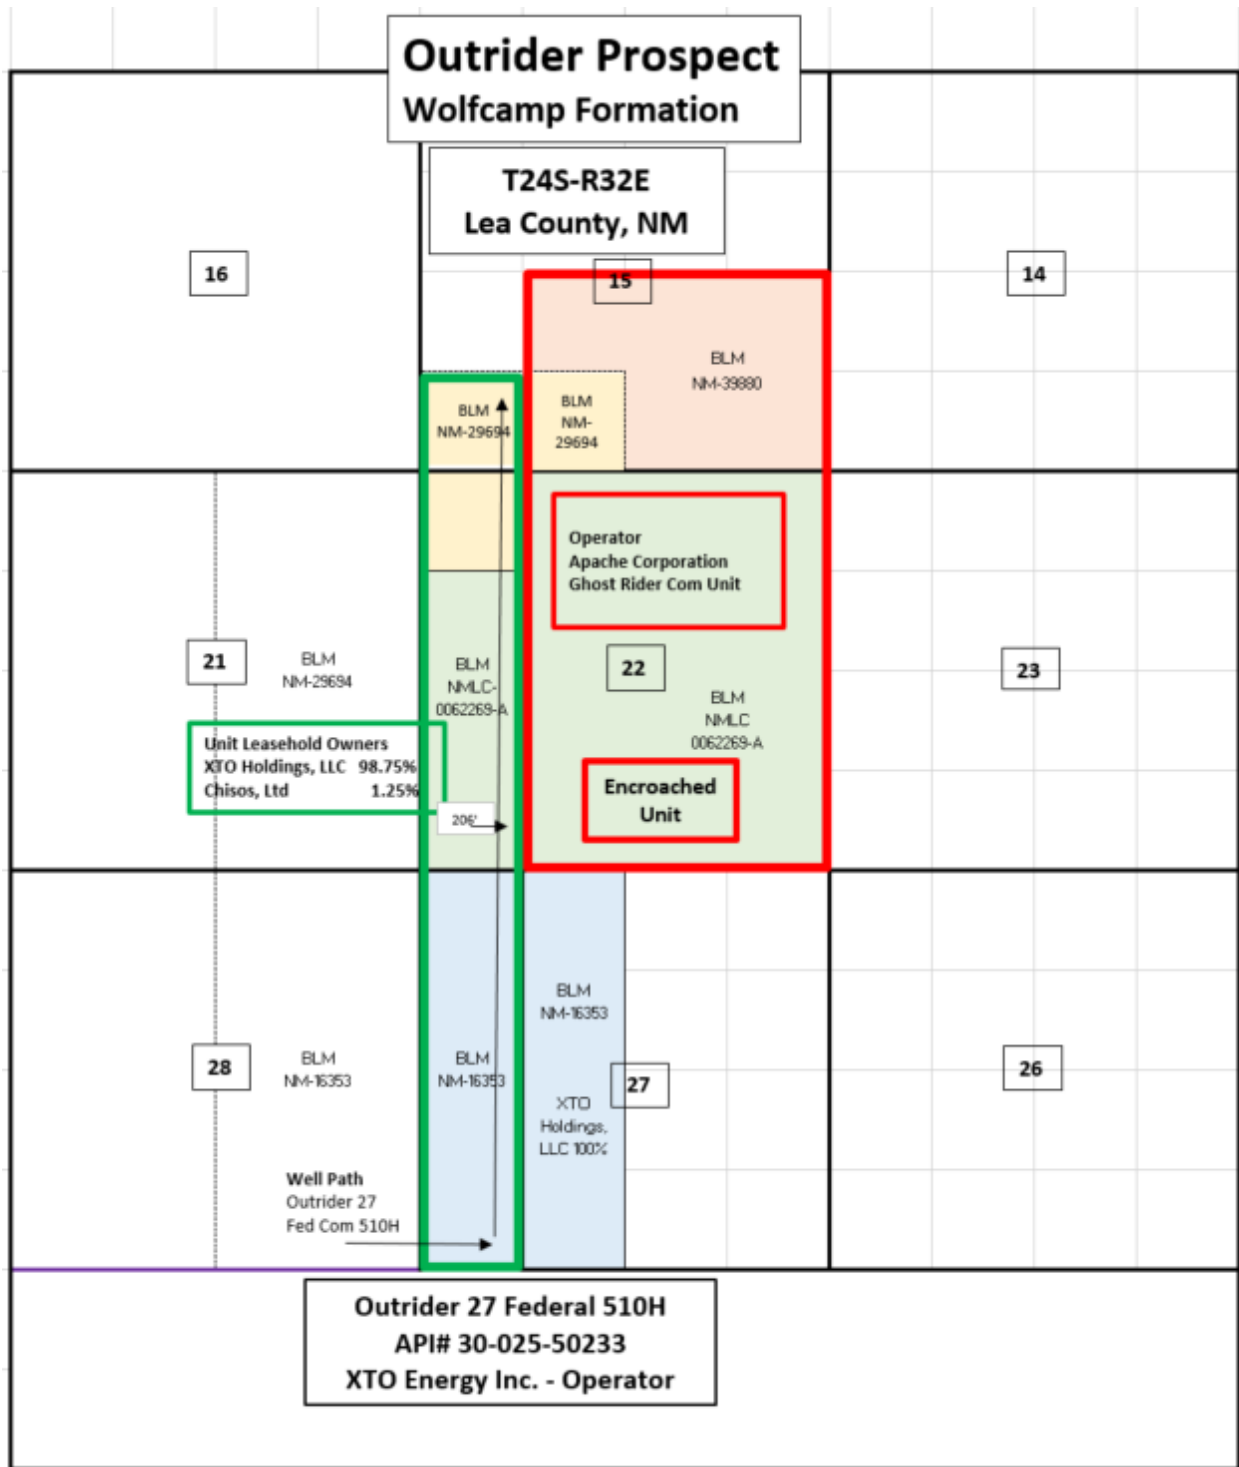 Outrider Prospect
Wolfcamp Formation
T24S-R32E
Lea County, NM
16
15
14
BLM
NM-39880
BLM
NM-29694
BLM
NM-
29694
Operator
Apache Corporation
Ghost Rider Com Unit
21
BLM
NM-29694
BLM
NMLC-
0062269-A
22
23
BLM
NMLC
0062269-A
Unit Leasehold Owners
XTO Holdings, LLC 98.75%
Chisos, Ltd 1.25%
206'
Encroached
Unit
BLM
NM-16353
28
BLM
NM-16353
BLM
NM-16353
27
26
XTO
Holdings,
LLC 100%
Well Path
Outrider 27
Fed Com 510H
Outrider 27 Federal 510H
API# 30-025-50233
XTO Energy Inc. - Operator